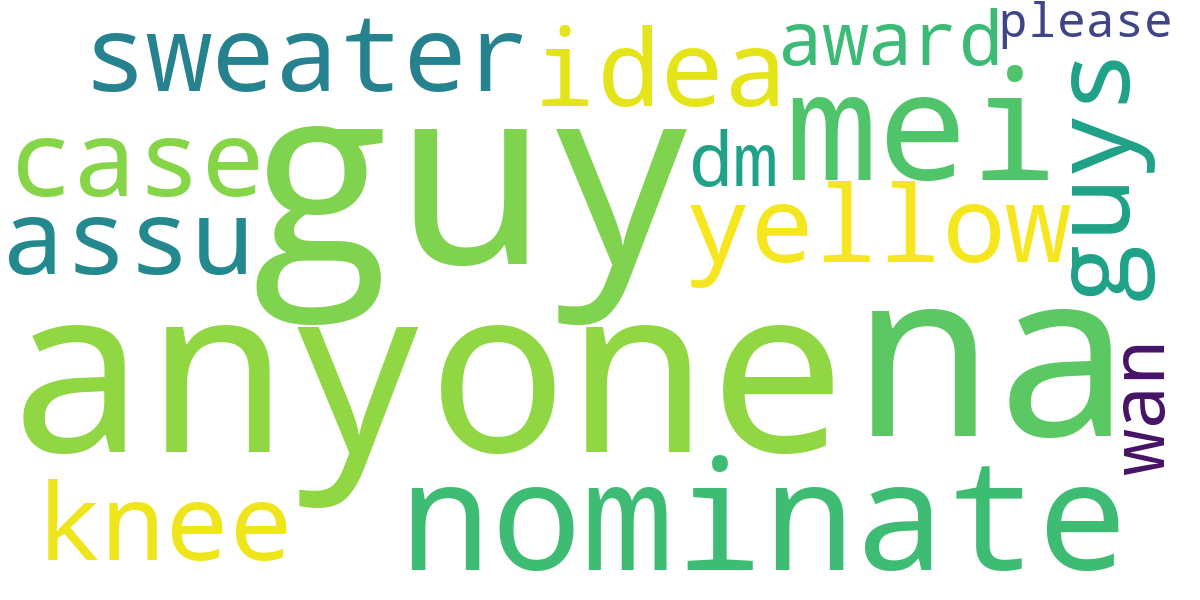 sweater
idea
award
please
guy
mei
guys
case
dm
assu
yellow
anyone
na
wan
knee
nominate